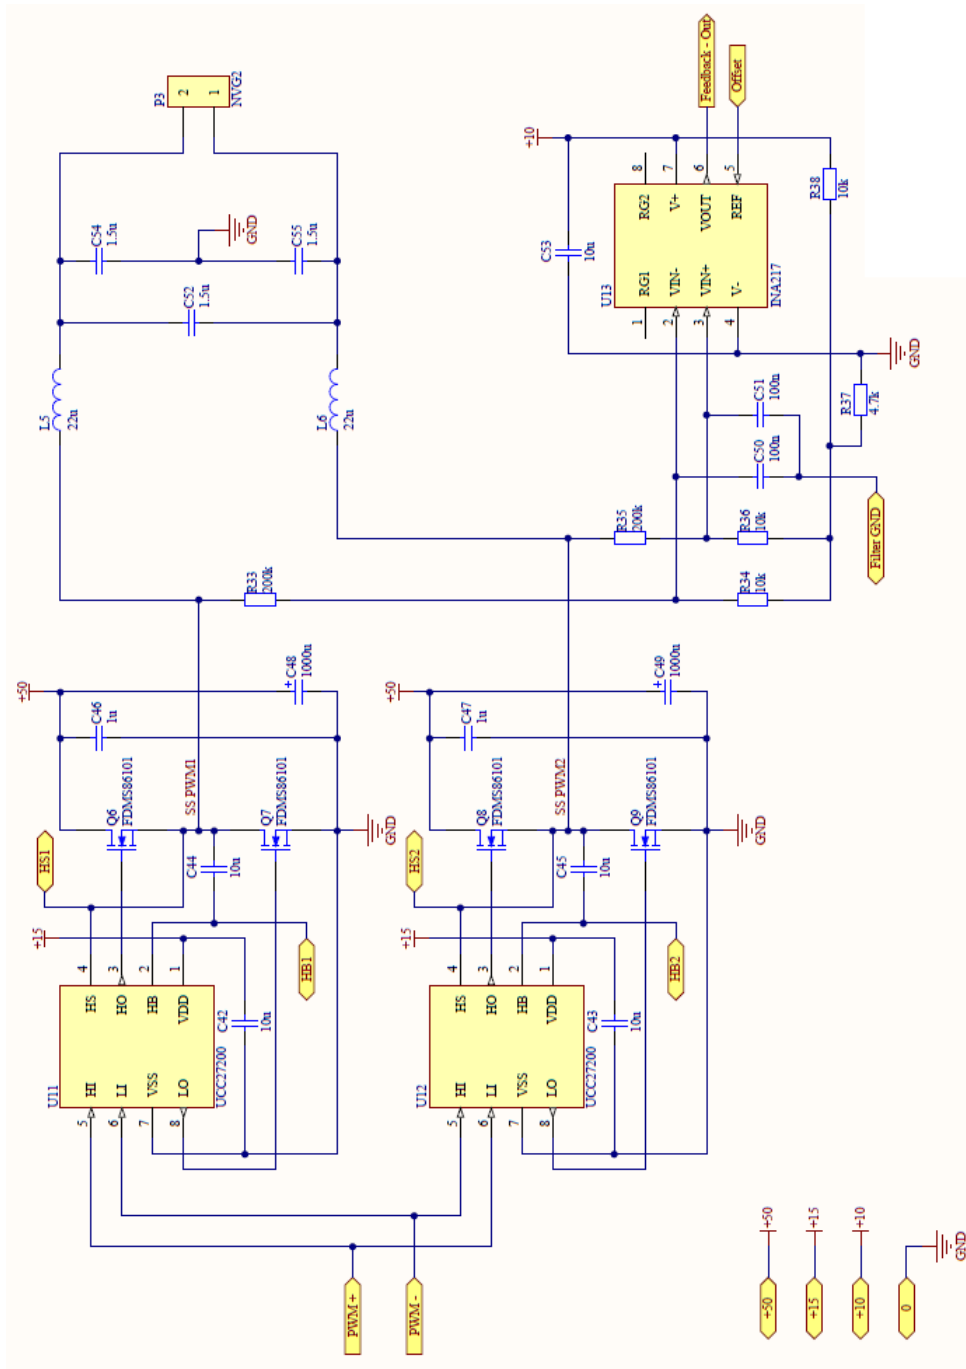 P3
2
1
NVG2
C54
1.5u
C55
1.5u
GND
C52
1.5u
L5
22u
L6
22u
Feedback - Out
Offset
+10
C53
10u
U13
RG1
VIN-
VIN+
V-
RG2
V+
VOUT
REF
1
2
3
4
8
7
6
5
INA217
R38
10k
GND
R37
4.7k
C51
100n
C50
100n
Filter GND
R35
200k
R36
10k
R33
200k
R34
10k
+50
C46
1u
C48
+
1000u
Q6
FDMS86101
SS PWM1
Q7
FDMS86101
C44
10u
GND
HS1
HB1
+15
U11
HI
LI
VSS
LO
HS
HO
HB
VDD
5
6
7
8
4
3
2
1
UCC27200
C42
10u
+50
C47
1u
C49
+
1000u
Q8
FDMS86101
SS PWM2
Q9
FDMS86101
C45
10u
GND
HS2
HB2
+15
U12
HI
LI
VSS
LO
HS
HO
HB
VDD
5
6
7
8
4
3
2
1
UCC27200
C43
10u
PWM +
PWM -
+50
+50
+15
+15
+10
+10
0
GND